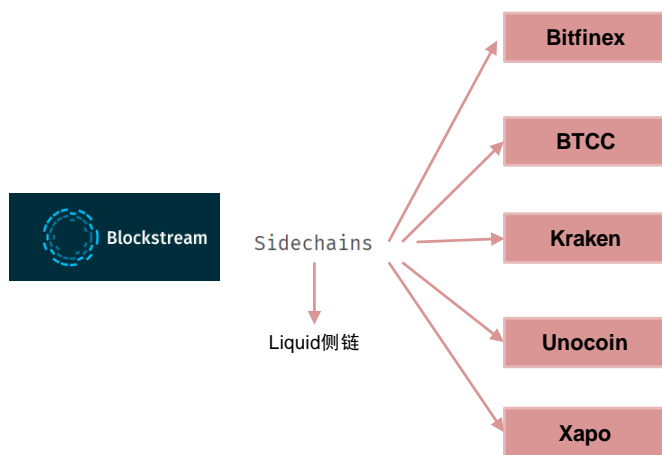 Bitfinex
BTCC
Blockstream
Sidechains
Kraken
Liquid侧链
Unocoin
Xapo